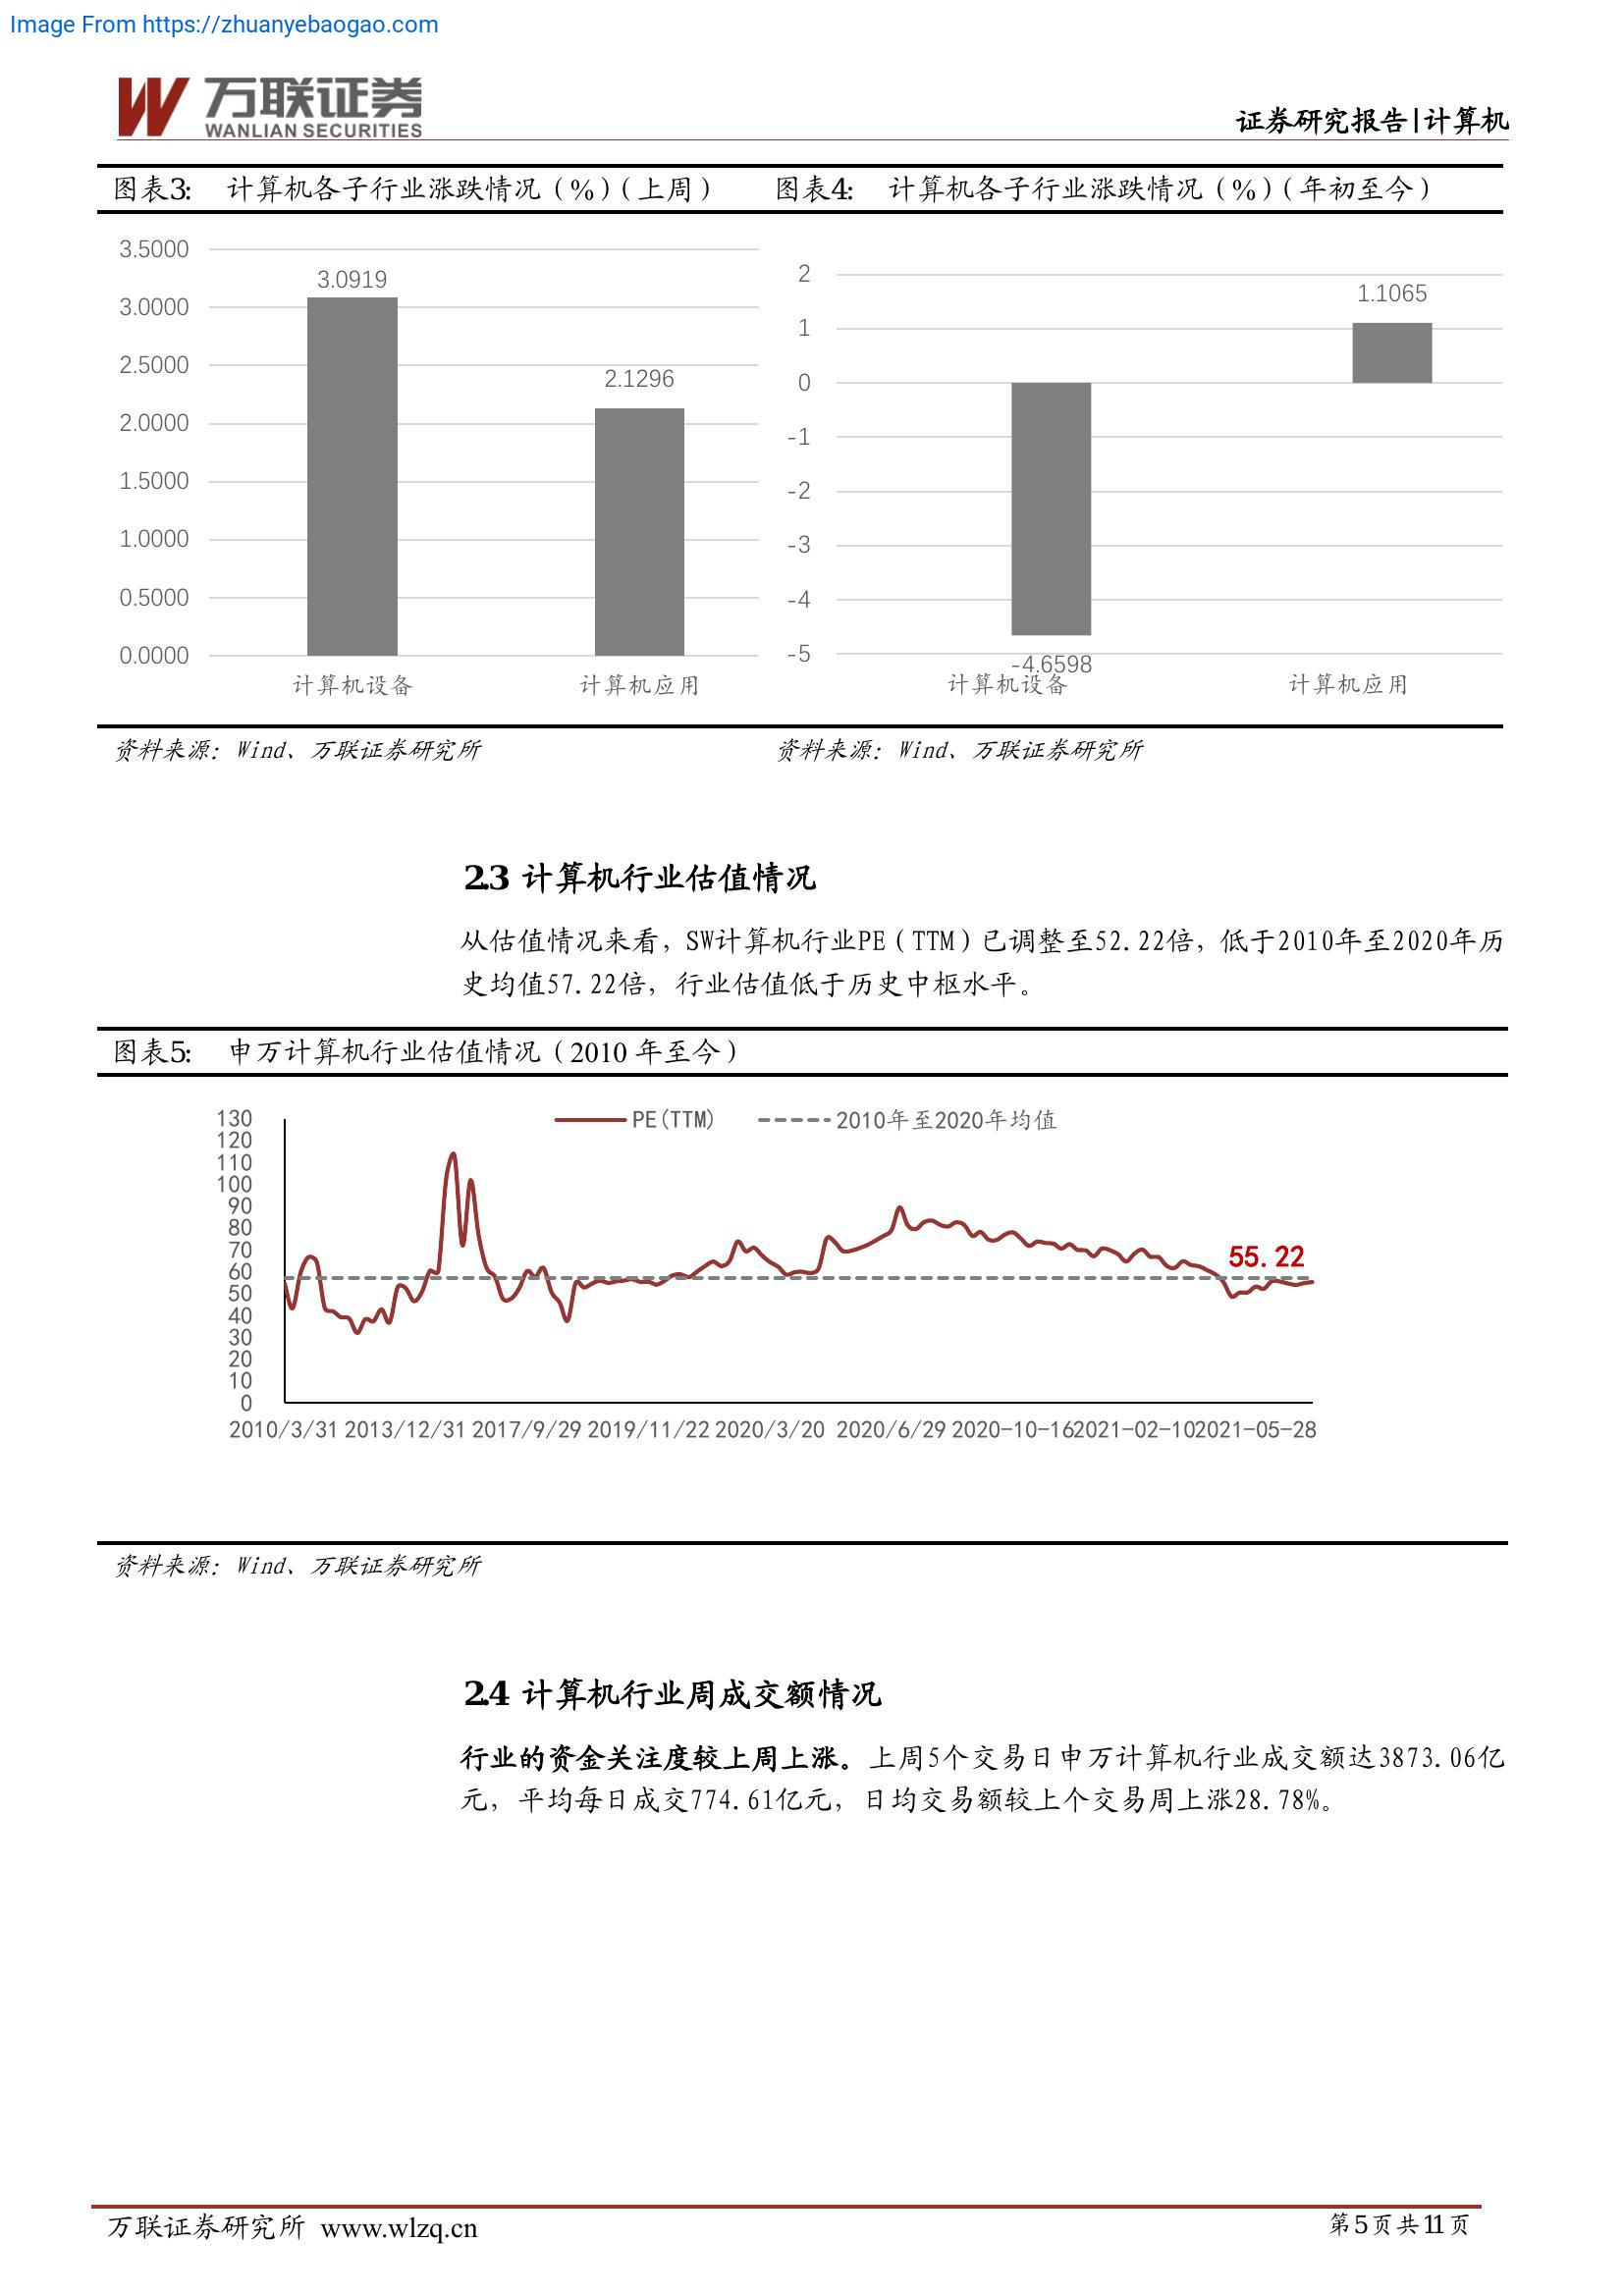 Image From https://zhuanyebaogao.com
万联证券
WANLIAN SECURITIES
证券研究报告|计算机
图表3: 计算机各子行业涨跌情况（%）（上周）
图表4: 计算机各子行业涨跌情况（%）（年初至今）
3.5000
3.0000
2.5000
2.0000
1.5000
1.0000
0.5000
0.0000
3.0919
2.1296
计算机设备 计算机应用
2
1
0
-1
-2
-3
-4
-5
1.1065
-4.6598
计算机设备 计算机应用
资料来源：Wind、万联证券研究所
资料来源：Wind、万联证券研究所
2.3 计算机行业估值情况
从估值情况来看，SW计算机行业PE（TTM）已调整至52.22倍，低于2010年至2020年历
史均值57.22倍，行业估值低于历史中枢水平。
图表5: 申万计算机行业估值情况（2010 年至今）
130
120
110
100
90
80
70
60
50
40
30
20
10
0
PE(TTM) 2010年至2020年均值
55.22
2010/3/31 2013/12/31 2017/9/29 2019/11/22 2020/3/20 2020/6/29 2020-10-16 2021-02-10 2021-05-28
资料来源：Wind、万联证券研究所
2.4 计算机行业周成交额情况
行业的资金关注度较上周上涨。上周5个交易日申万计算机行业成交额达3873.06亿
元，平均每日成交774.61亿元，日均交易额较上个交易周上涨28.78%。
万联证券研究所 www.wlzq.cn
第 5 页 共 11 页